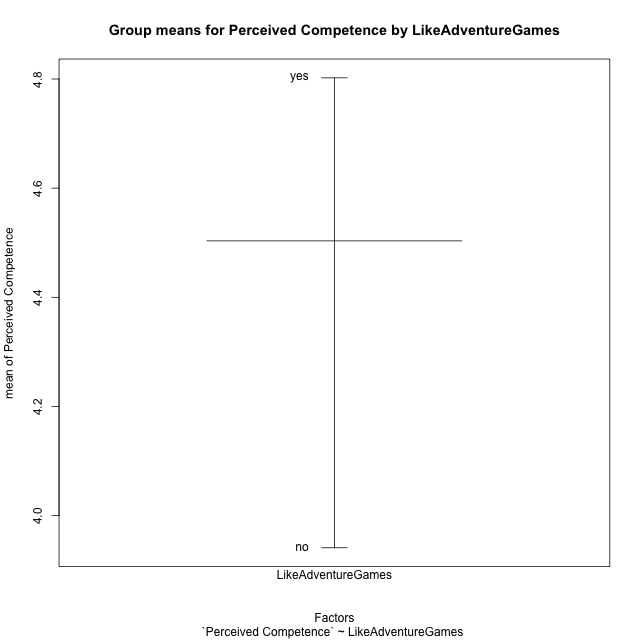 Group means for Perceived Competence by LikeAdventureGames
mean of Perceived Competence
4.8
4.6
4.4
4.2
4.0
yes
no
LikeAdventureGames
Factors
`Perceived Competence` ~ LikeAdventureGames